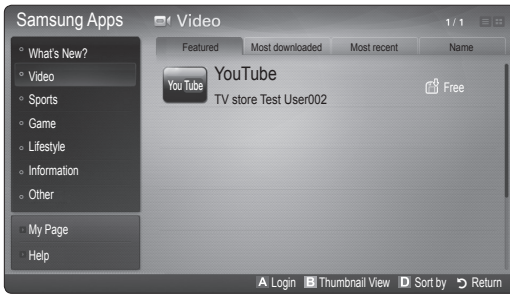 Samsung Apps
Video
1/1
What's New?
Video
Sports
Game
Lifestyle
Information
Other
My Page
Help
Featured
Most downloaded
Most recent
Name
You Tube
YouTube
TV store Test User002
Free
A Login B Thumbnail View D Sort by Return